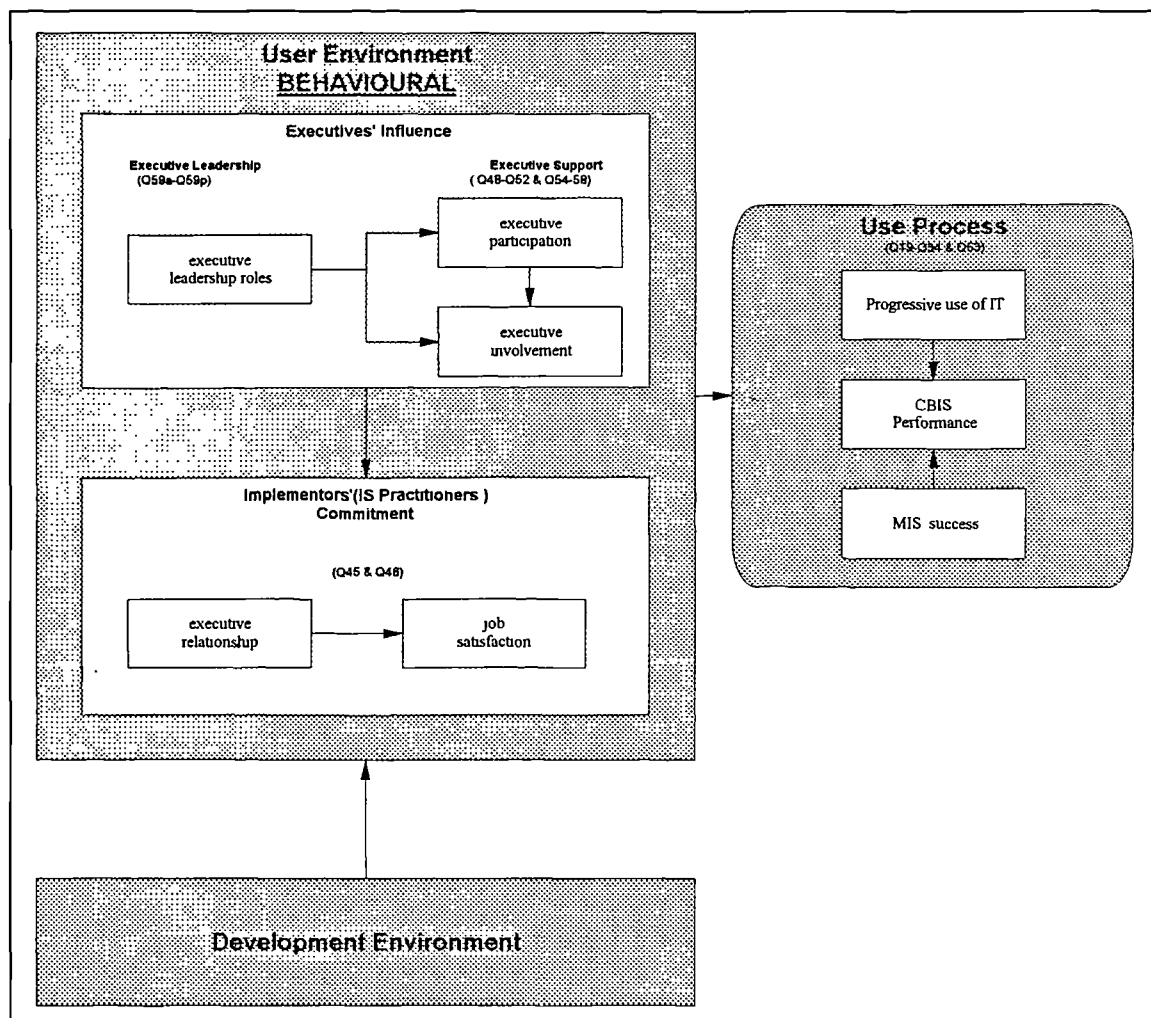 User Environment
BEHAVIOURAL
Executives' Influence
Executive Leadership
(Q59a-Q59p)
Executive Support
( Q48-Q52 & Q54-58)
executive
leadership roles
executive
participation
executive
involvement
Implementors'(IS Practitioners )
Commitment
(Q45 & Q46)
executive
relationship
job
satisfaction
Use Process
Progressive use of IT
CBIS
Performance
MIS success
Development Environment